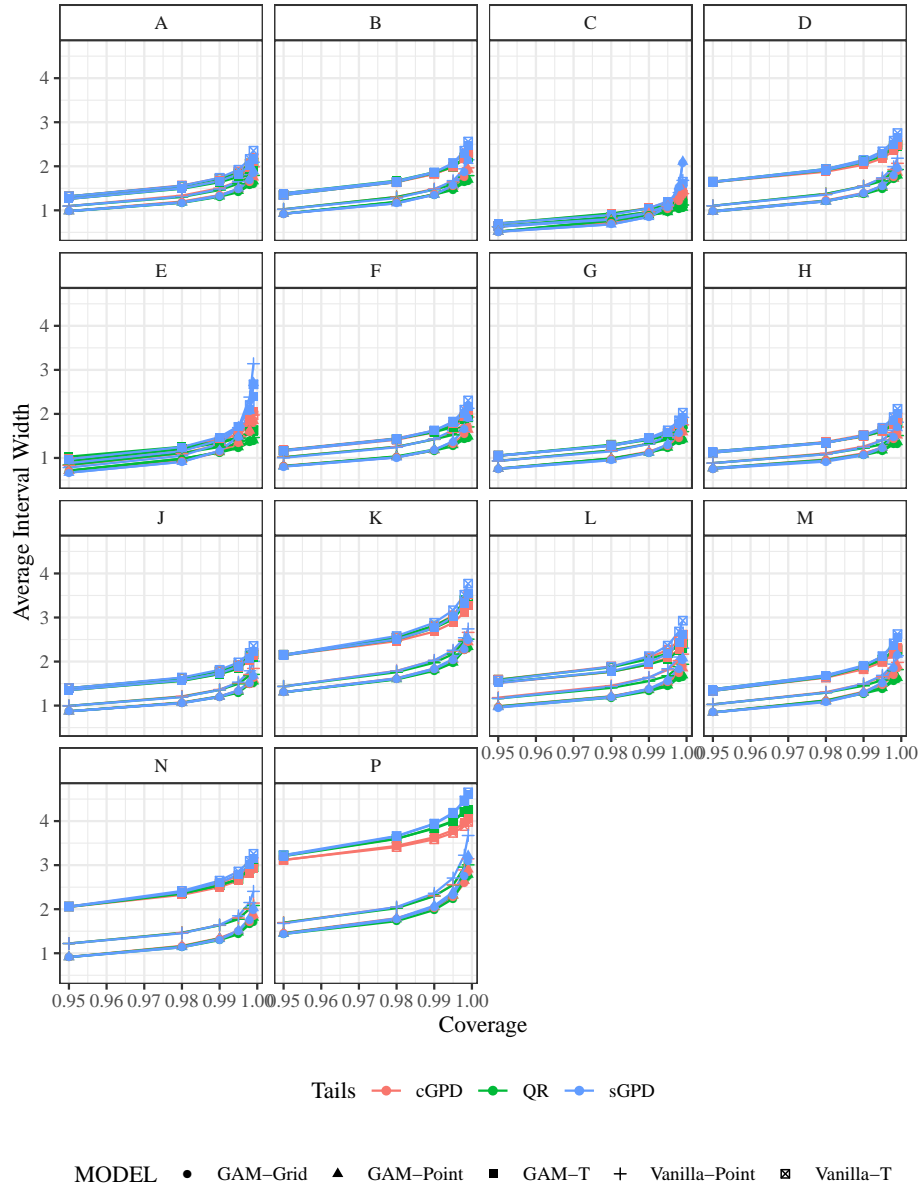 A B C D
4
3
2
1
E F G H
4
3
2
1
J K L M
4
3
2
1
0.95 0.96 0.97 0.98 0.99 1.00 0.95 0.96 0.97 0.98 0.99 1.00
N P
4
3
2
1
0.95 0.96 0.97 0.98 0.99 1.00 0.95 0.96 0.97 0.98 0.99 1.00
Average Interval Width
Coverage
Tails cGPD QR sGPD
MODEL GAM−Grid GAM−Point GAM−T Vanilla−Point Vanilla−T